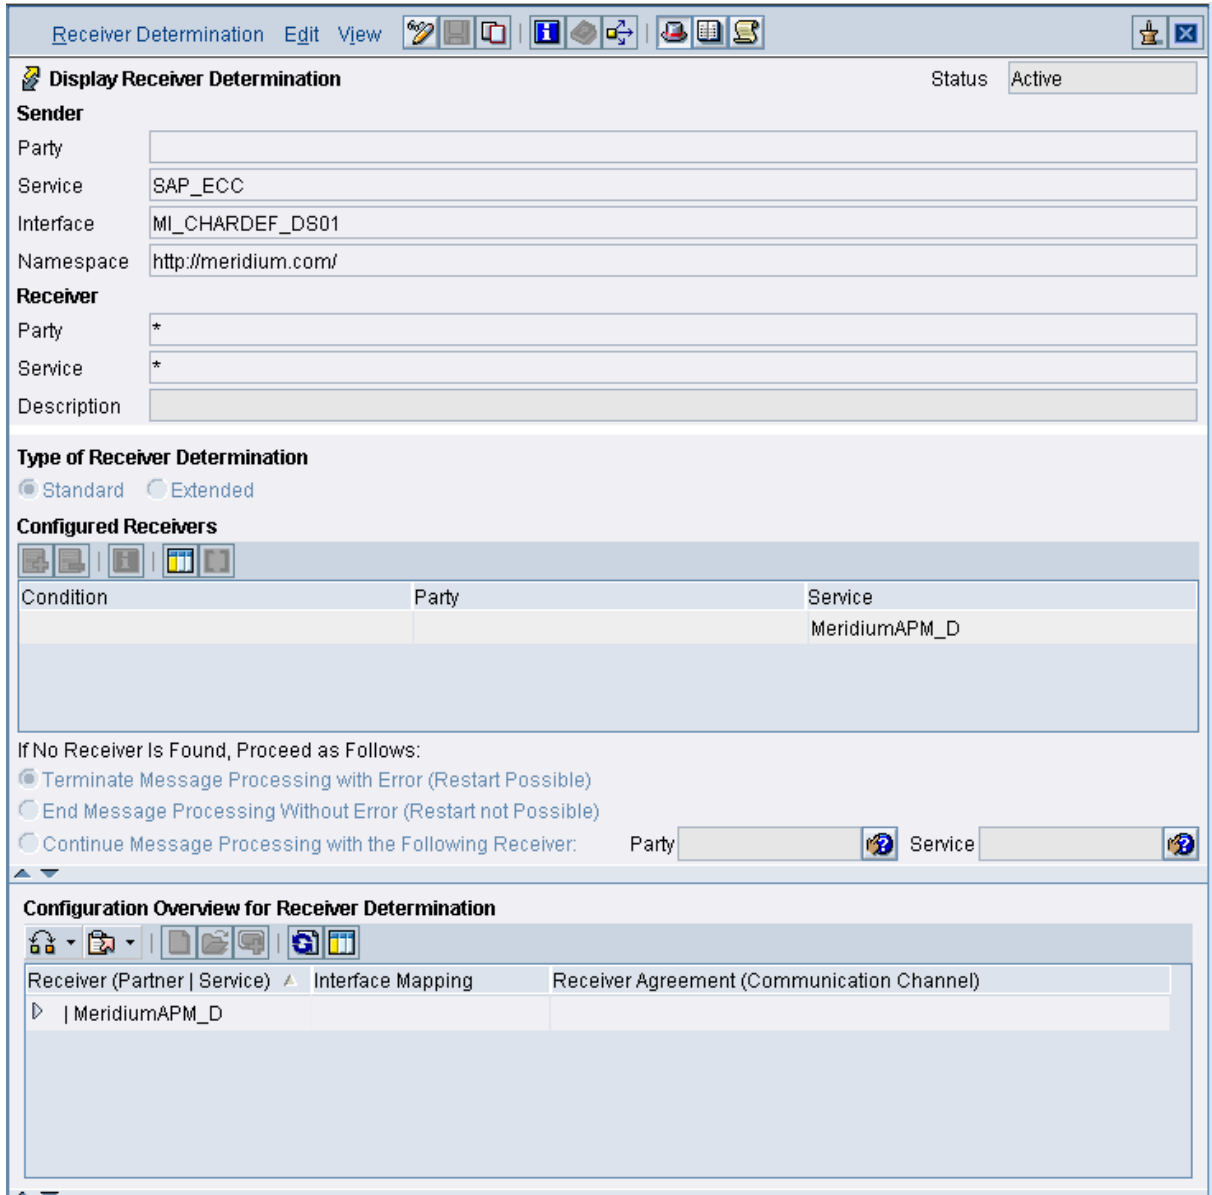 Receiver Determination Edit View
Display Receiver Determination Status Active
Sender
Party
Service SAP_ECC
Interface MI_CHARDEF_DS01
Namespace http://meridium.com/
Receiver
Party *
Service *
Description
Type of Receiver Determination
Standard Extended
Configured Receivers
Condition Party Service
MeridiumAPM_D
If No Receiver Is Found, Proceed as Follows:
Terminate Message Processing with Error (Restart Possible)
End Message Processing Without Error (Restart not Possible)
Continue Message Processing with the Following Receiver: Party Service
Configuration Overview for Receiver Determination
Receiver (Partner | Service) Interface Mapping Receiver Agreement (Communication Channel)
| MeridiumAPM_D